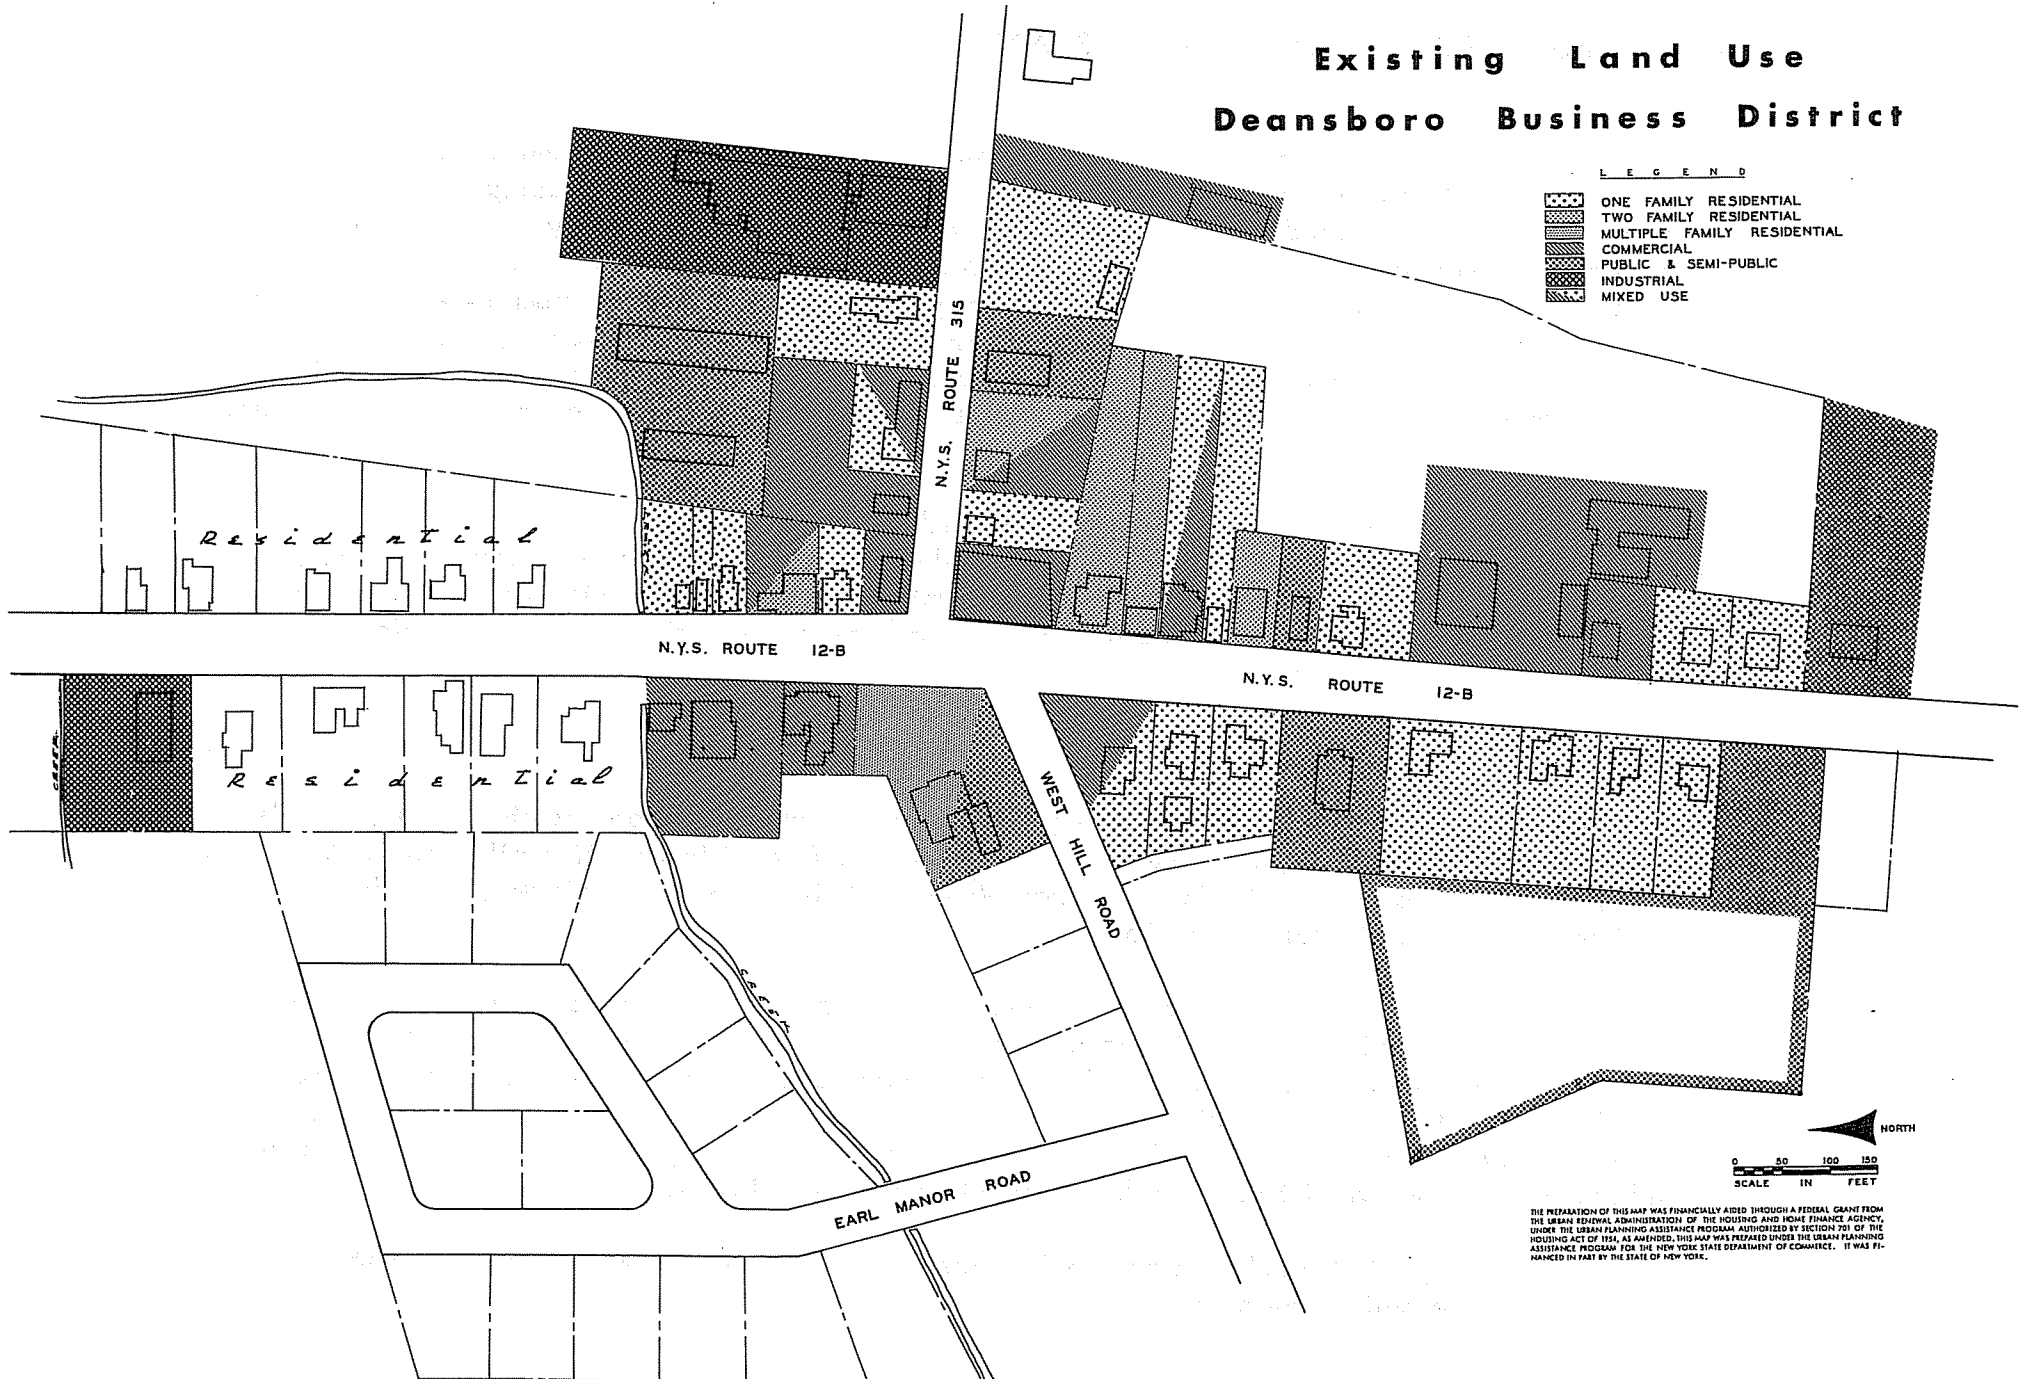 Existing Land Use
Deansboro Business District
LEGEND
ONE FAMILY RESIDENTIAL
TWO FAMILY RESIDENTIAL
MULTIPLE FAMILY RESIDENTIAL
COMMERCIAL
PUBLIC & SEMI-PUBLIC
INDUSTRIAL
MIXED USE
N.Y.S. ROUTE 315
Residential
N.Y.S. ROUTE 12-B
N.Y.S. ROUTE 12-B
CREEK
Residential
WEST HILL ROAD
CREEK
EARL MANOR ROAD
NORTH
0 50 100 150
SCALE IN FEET
THE PREPARATION OF THIS MAP WAS FINANCIALLY AIDED THROUGH A FEDERAL GRANT FROM
THE URBAN RENEWAL ADMINISTRATION OF THE HOUSING AND HOME FINANCE AGENCY,
UNDER THE URBAN PLANNING ASSISTANCE PROGRAM AUTHORIZED BY SECTION 701 OF THE
HOUSING ACT OF 1954, AS AMENDED. THIS MAP WAS PREPARED UNDER THE URBAN PLANNING
ASSISTANCE PROGRAM FOR THE NEW YORK STATE DEPARTMENT OF COMMERCE. IT WAS FI-
NANCED IN PART BY THE STATE OF NEW YORK.